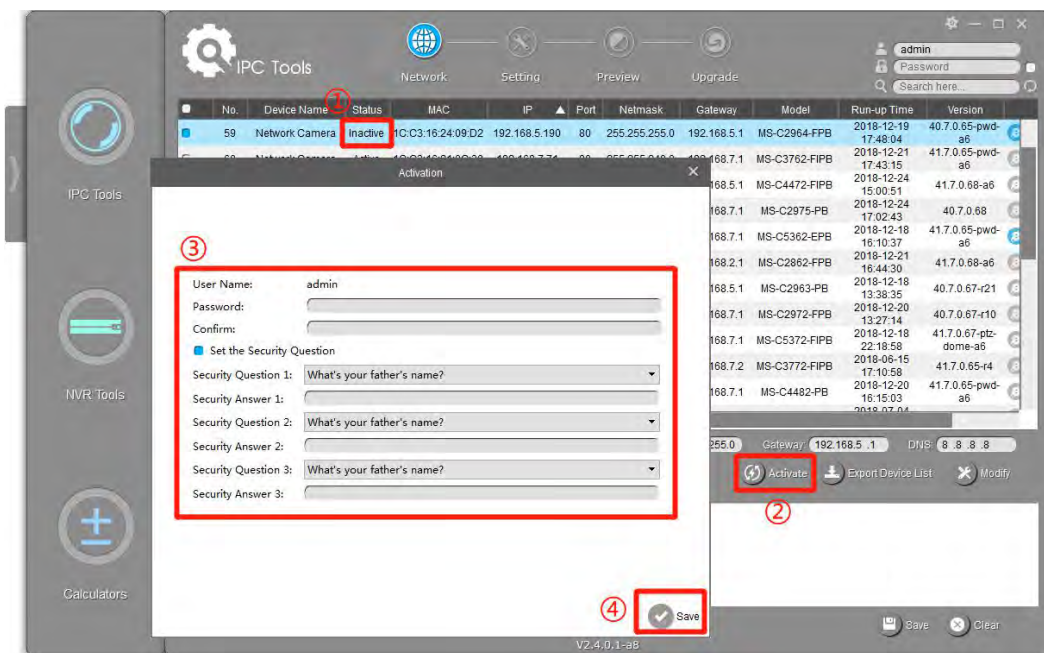 admin
IPC Tools
Password
Network Setting Preview Upgrade
Search here...
①
No. Device Name Status MAC IP Port Netmask Gateway Model Run-up Time Version
59 Network Camera Inactive 1C:C3:16:24:09:D2 192.168.5.190 80 255.255.255.0 192.168.5.1 MS-C2964-FPB 2018-12-19 17:48:04 40.7.0.65-pwd-a6
168.7.1 MS-C3762-FIPB 2018-12-21 17:43:15 41.7.0.65-pwd-a6
Activation
168.5.1 MS-C4472-FIPB 2018-12-24 15:00:51 41.7.0.68-a6
168.7.1 MS-C2975-PB 2018-12-24 17:02:43 40.7.0.68
168.7.1 MS-C5362-EPB 2018-12-18 16:10:37 41.7.0.65-pwd-a6
168.2.1 MS-C2862-FPB 2018-12-21 16:44:30 41.7.0.68-a6
168.5.1 MS-C2963-PB 2018-12-18 13:38:35 40.7.0.67-r21
168.7.1 MS-C2972-FPB 2018-12-20 13:27:14 40.7.0.67-r10
168.7.1 MS-C5372-FIPB 2018-12-18 22:18:58 41.7.0.67-ptz-dome-a6
168.7.2 MS-C3772-FIPB 2018-06-15 17:10:58 41.7.0.65-r4
168.7.1 MS-C4482-PB 2018-12-20 16:15:03 41.7.0.65-pwd-a6
IPC Tools
NVR Tools
Calculators
③
User Name: admin
Password:
Confirm:
Set the Security Question
Security Question 1: What's your father's name?
Security Answer 1:
Security Question 2: What's your father's name?
Security Answer 2:
Security Question 3: What's your father's name?
Security Answer 3:
255.0 Gateway: 192.168.5 .1 DNS 8 .8 .8 .8
Activate Export Device List Modify
②
④ Save
Save Clear
V2.4.0.1-a8